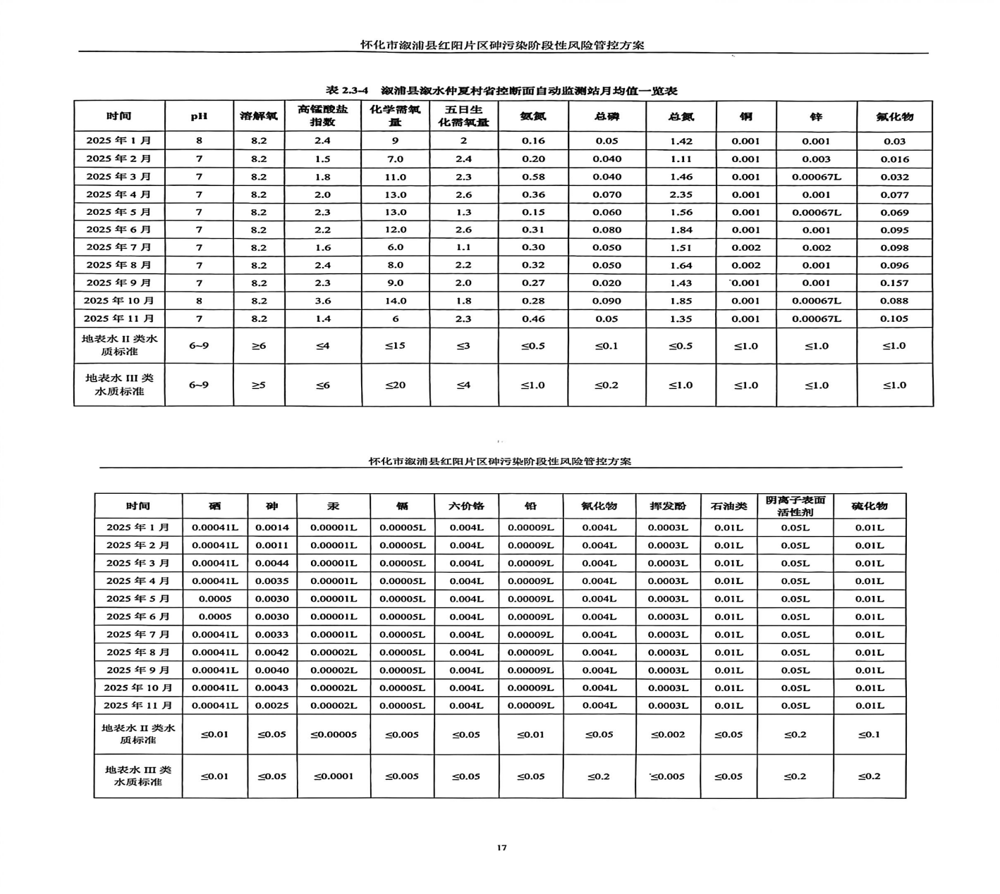 怀化市溆浦县红阳片区砷污染阶段性风险管控方案
表 2.3-4 溆浦县溆水仲夏村省控断面自动监测站月均值一览表
时间 pH 溶解氧 高锰酸盐指数 化学需氧量 五日生化需氧量 氨氮 总磷 总氮 铜 锌 氟化物
2025 年 1 月 8 8.2 2.4 9 2 0.16 0.05 1.42 0.001 0.001 0.03
2025 年 2 月 7 8.2 1.5 7.0 2.4 0.20 0.040 1.11 0.001 0.003 0.016
2025 年 3 月 7 8.2 1.8 11.0 2.3 0.58 0.040 1.46 0.001 0.00067L 0.032
2025 年 4 月 7 8.2 2.0 13.0 2.6 0.36 0.070 2.35 0.001 0.001 0.077
2025 年 5 月 7 8.2 2.3 13.0 1.3 0.15 0.060 1.56 0.001 0.00067L 0.069
2025 年 6 月 7 8.2 2.2 12.0 2.6 0.31 0.080 1.84 0.001 0.001 0.095
2025 年 7 月 7 8.2 1.6 6.0 1.1 0.30 0.050 1.51 0.002 0.002 0.098
2025 年 8 月 7 8.2 2.4 8.0 2.2 0.32 0.050 1.64 0.002 0.001 0.096
2025 年 9 月 7 8.2 2.3 9.0 2.0 0.27 0.020 1.43 0.001 0.001 0.157
2025 年 10 月 8 8.2 3.6 14.0 1.8 0.28 0.090 1.85 0.001 0.00067L 0.088
2025 年 11 月 7 8.2 1.4 6 2.3 0.46 0.05 1.35 0.001 0.00067L 0.105
地表水 II 类水质标准 6~9 ≥6 ≤4 ≤15 ≤3 ≤0.5 ≤0.1 ≤0.5 ≤1.0 ≤1.0 ≤1.0
地表水 III 类水质标准 6~9 ≥5 ≤6 ≤20 ≤4 ≤1.0 ≤0.2 ≤1.0 ≤1.0 ≤1.0 ≤1.0
怀化市溆浦县红阳片区砷污染阶段性风险管控方案
时间 硒 砷 汞 镉 六价铬 铅 氰化物 挥发酚 石油类 阴离子表面活性剂 硫化物
2025 年 1 月 0.00041L 0.0014 0.00001L 0.00005L 0.004L 0.00009L 0.004L 0.0003L 0.01L 0.05L 0.01L
2025 年 2 月 0.00041L 0.0011 0.00001L 0.00005L 0.004L 0.00009L 0.004L 0.0003L 0.01L 0.05L 0.01L
2025 年 3 月 0.00041L 0.0044 0.00001L 0.00005L 0.004L 0.00009L 0.004L 0.0003L 0.01L 0.05L 0.01L
2025 年 4 月 0.00041L 0.0035 0.00001L 0.00005L 0.004L 0.00009L 0.004L 0.0003L 0.01L 0.05L 0.01L
2025 年 5 月 0.0005 0.0030 0.00001L 0.00005L 0.004L 0.00009L 0.004L 0.0003L 0.01L 0.05L 0.01L
2025 年 6 月 0.0005 0.0030 0.00001L 0.00005L 0.004L 0.00009L 0.004L 0.0003L 0.01L 0.05L 0.01L
2025 年 7 月 0.00041L 0.0033 0.00001L 0.00005L 0.004L 0.00009L 0.004L 0.0003L 0.01L 0.05L 0.01L
2025 年 8 月 0.00041L 0.0042 0.00002L 0.00005L 0.004L 0.00009L 0.004L 0.0003L 0.01L 0.05L 0.01L
2025 年 9 月 0.00041L 0.0040 0.00002L 0.00005L 0.004L 0.00009L 0.004L 0.0003L 0.01L 0.05L 0.01L
2025 年 10 月 0.00041L 0.0043 0.00002L 0.00005L 0.004L 0.00009L 0.004L 0.0003L 0.01L 0.05L 0.01L
2025 年 11 月 0.00041L 0.0025 0.00002L 0.00005L 0.004L 0.00009L 0.004L 0.0003L 0.01L 0.05L 0.01L
地表水 II 类水质标准 ≤0.01 ≤0.05 ≤0.00005 ≤0.005 ≤0.05 ≤0.01 ≤0.05 ≤0.002 ≤0.05 ≤0.2 ≤0.1
地表水 III 类水质标准 ≤0.01 ≤0.05 ≤0.0001 ≤0.005 ≤0.05 ≤0.05 ≤0.2 ≤0.005 ≤0.05 ≤0.2 ≤0.2
17